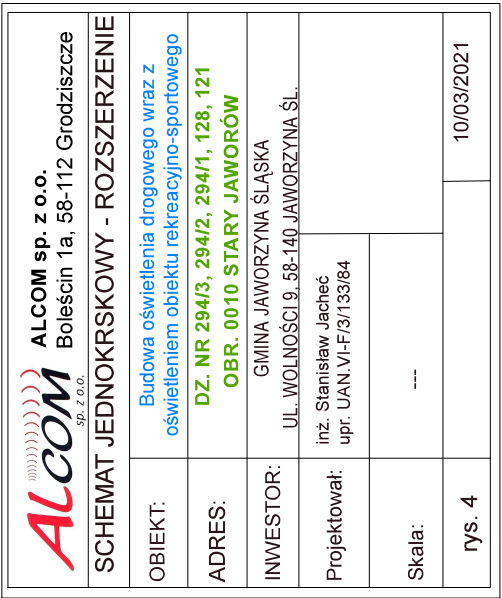 ALCOM
sp. z o.o.
ALCOM sp. z o.o.
Boleścin 1a, 58-112 Grodziszcze
SCHEMAT JEDNOKRSKOWY - ROZSZERZENIE
OBIEKT:
Budowa oświetlenia drogowego wraz z
oświetleniem obiektu rekreacyjno-sportowego
ADRES:
DZ. NR 294/3, 294/2, 294/1, 128, 121
OBR. 0010 STARY JAWORÓW
INWESTOR:
GMINA JAWORZYNA ŚLĄSKA
UL. WOLNOŚCI 9, 58-140 JAWORZYNA ŚL.
Projektował:
inż. Stanisław Jacheć
upr. UAN.VI-F/3/133/84
Skala:
---
rys. 4
10/03/2021